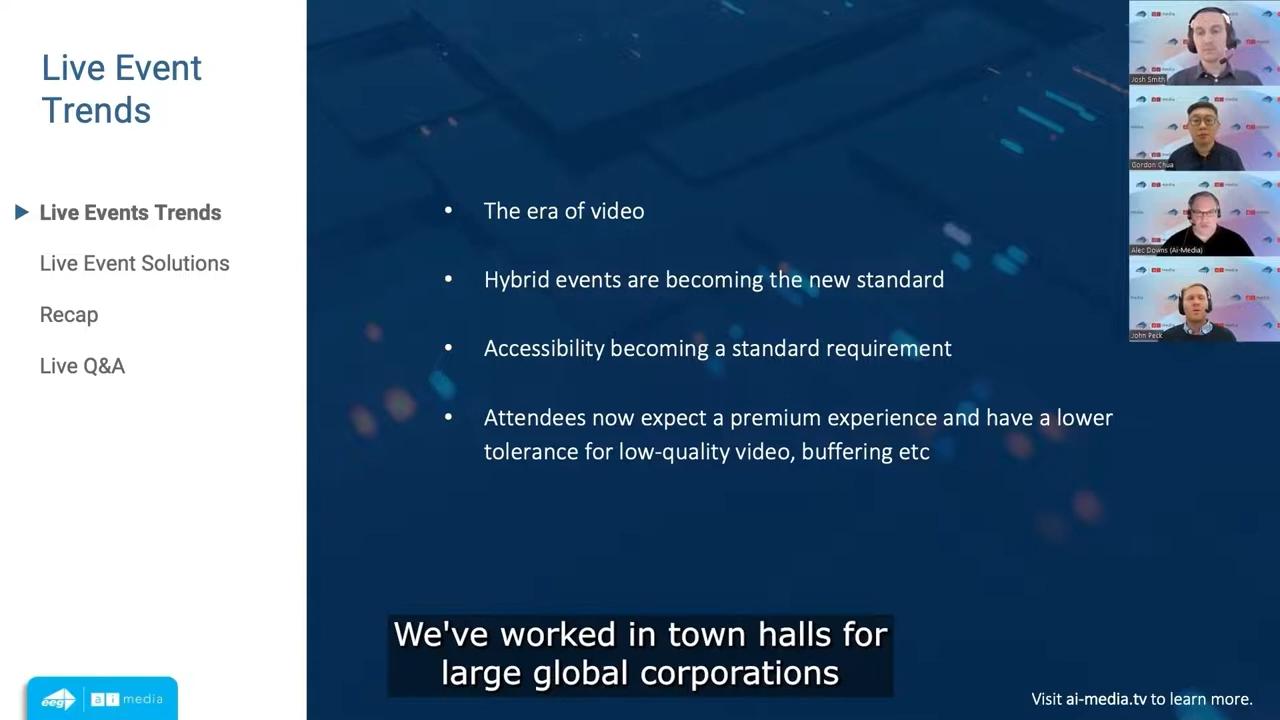 Live Event
Trends
Live Events Trends
Live Event Solutions
Recap
Live Q&A
• The era of video
• Hybrid events are becoming the new standard
• Accessibility becoming a standard requirement
• Attendees now expect a premium experience and have a lower
tolerance for low-quality video, buffering etc
Josh Smith
Gordon Chua
Alec Downs (Ai-Media)
John Peck
We've worked in town halls for
large global corporations
eeg ai media
Visit ai-media.tv to learn more.